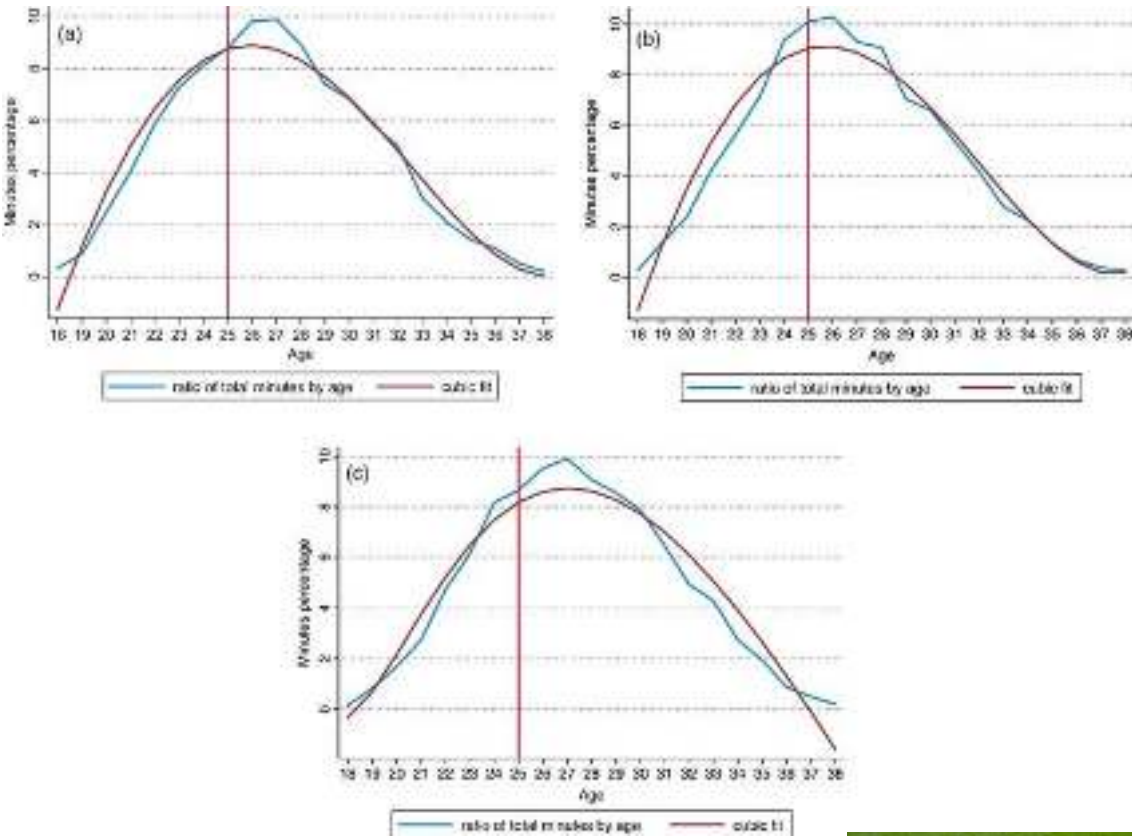 (a)
10
8
6
4
2
0
Minutes percentage
18 19 20 21 22 23 24 25 26 27 28 29 30 31 32 33 34 35 36 37 38
Age
ratio of total minutes by age cubic fit
(b)
10
8
6
4
2
0
Minutes percentage
18 19 20 21 22 23 24 25 26 27 28 29 30 31 32 33 34 35 36 37 38
Age
ratio of total minutes by age cubic fit
(c)
10
8
6
4
2
0
Minutes percentage
18 19 20 21 22 23 24 25 26 27 28 29 30 31 32 33 34 35 36 37 38
Age
ratio of total minutes by age cubic fit